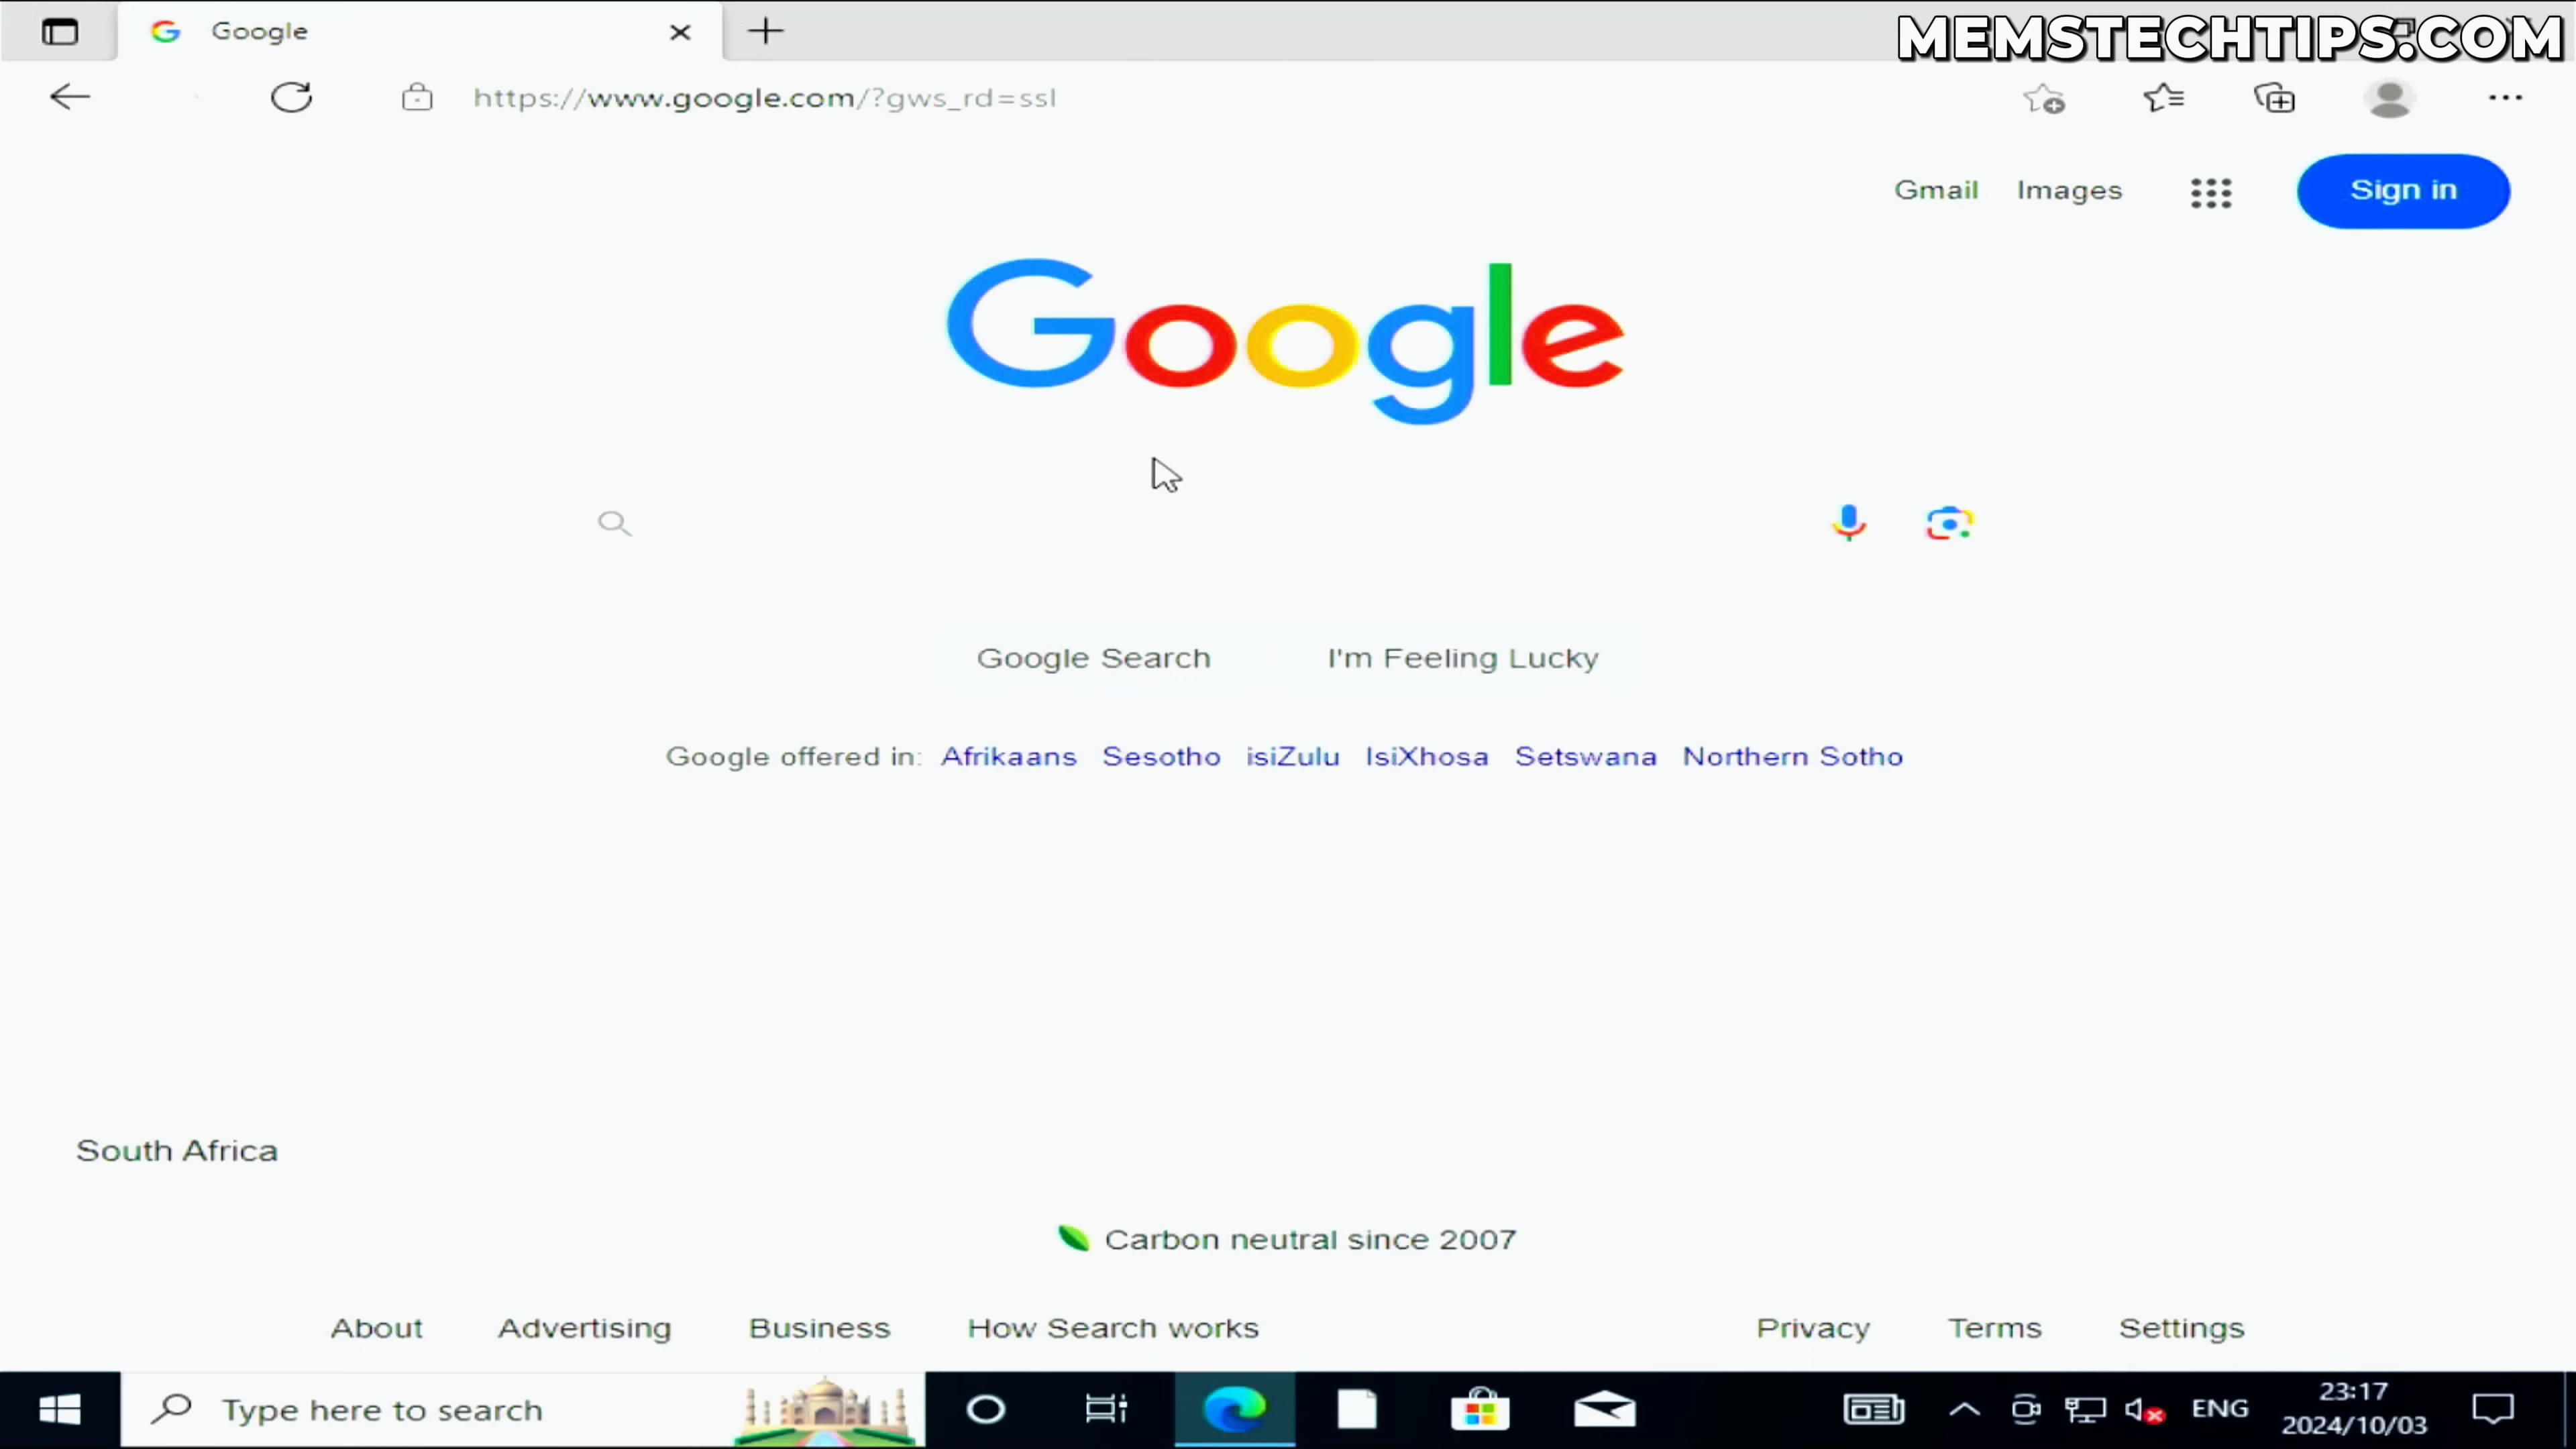 Google
MEMSTECHTIPS.COM
https://www.google.com/?gws_rd=ssl
Gmail Images Sign in
Google
Google Search I'm Feeling Lucky
Google offered in: Afrikaans Sesotho isiZulu IsiXhosa Setswana Northern Sotho
South Africa
Carbon neutral since 2007
About Advertising Business How Search works Privacy Terms Settings
Type here to search ENG 23:17
2024/10/03